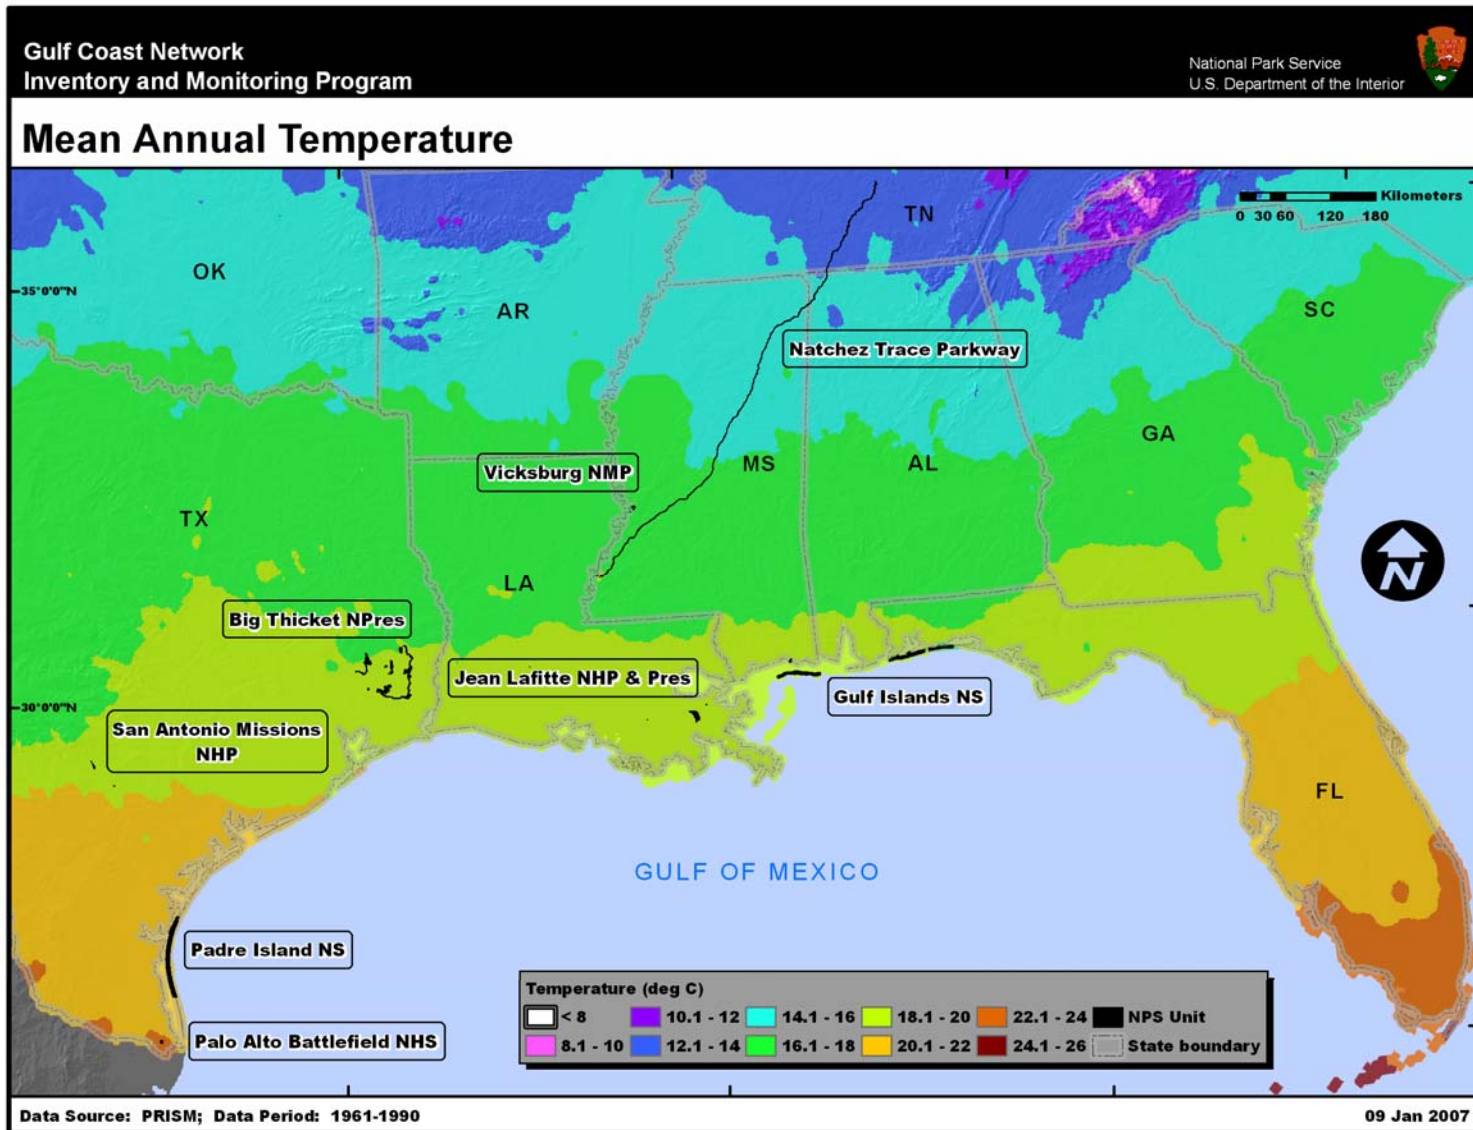 Gulf Coast Network
Inventory and Monitoring Program
National Park Service
U.S. Department of the Interior
Mean Annual Temperature
Kilometers
0 30 60 120 180
TN
OK
35°0'0"N
AR
SC
Natchez Trace Parkway
GA
Vicksburg NMP
MS
AL
TX
LA
N
Big Thicket NPres
Jean Lafitte NHP & Pres
Gulf Islands NS
30°0'0"N
San Antonio Missions
NHP
FL
GULF OF MEXICO
Padre Island NS
Palo Alto Battlefield NHS
Temperature (deg C)
< 8 10.1 - 12 14.1 - 16 18.1 - 20 22.1 - 24 NPS Unit
8.1 - 10 12.1 - 14 16.1 - 18 20.1 - 22 24.1 - 26 State boundary
Data Source: PRISM; Data Period: 1961-1990
09 Jan 2007